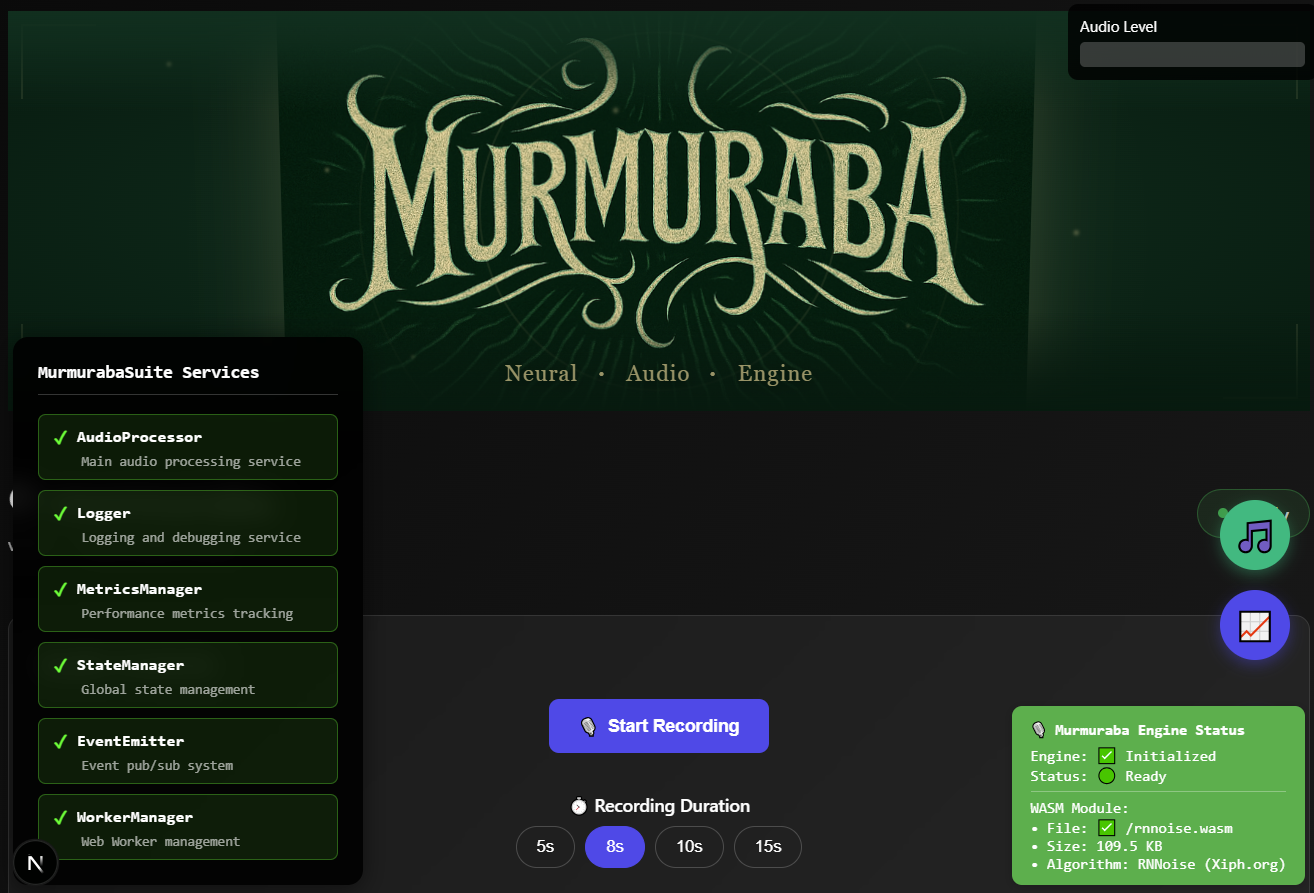 Audio Level
MURMURABA
Neural • Audio • Engine
MurmurabaSuite Services
✓ AudioProcessor
Main audio processing service
✓ Logger
Logging and debugging service
✓ MetricsManager
Performance metrics tracking
✓ StateManager
Global state management
✓ EventEmitter
Event pub/sub system
✓ WorkerManager
Web Worker management
N
Start Recording
Recording Duration
5s
8s
10s
15s
Murmuraba Engine Status
Engine: ✅ Initialized
Status: 🟢 Ready
WASM Module:
• File: ✅ /rnnoise.wasm
• Size: 109.5 KB
• Algorithm: RNNoise (Xiph.org)